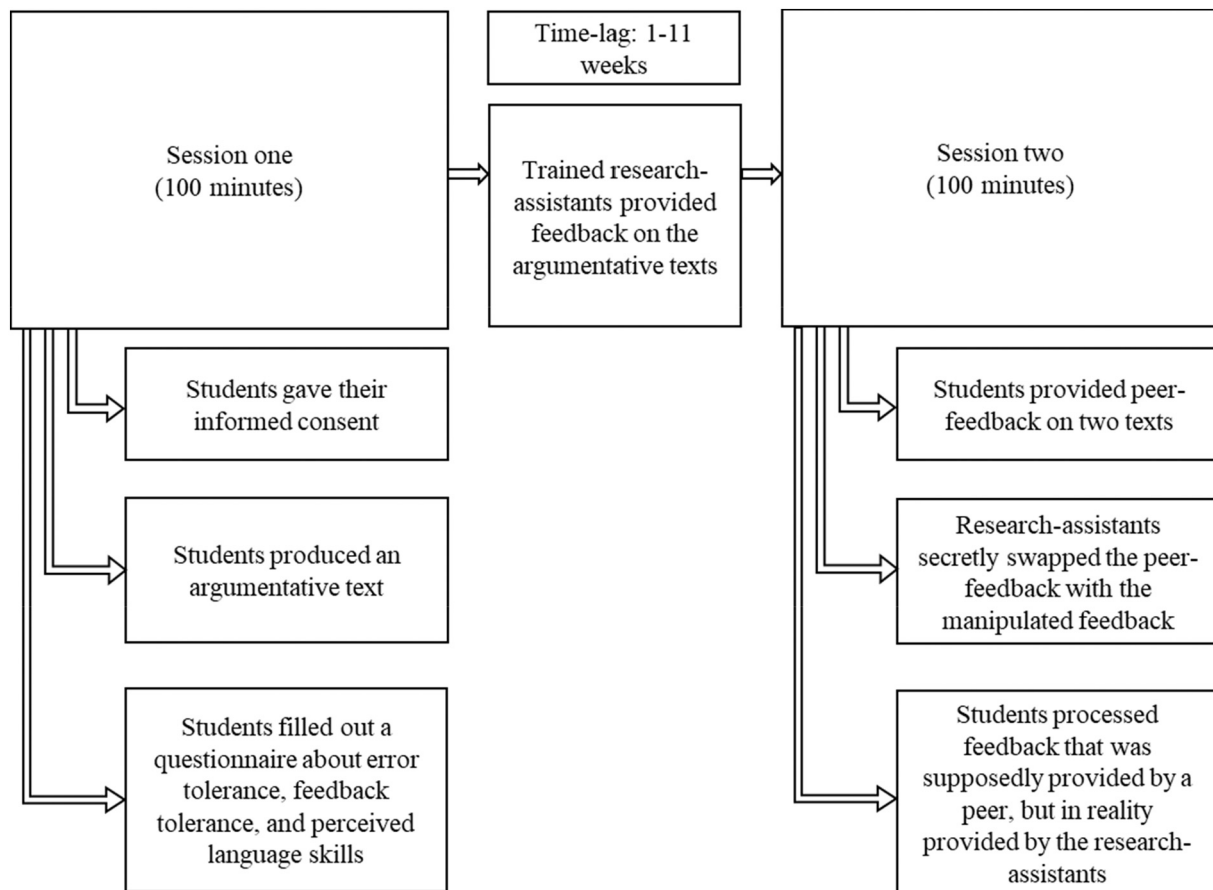 Session one
(100 minutes)
Time-lag: 1-11
weeks
Trained research-
assistants provided
feedback on the
argumentative texts
Session two
(100 minutes)
Students gave their
informed consent
Students produced an
argumentative text
Students filled out a
questionnaire about error
tolerance, feedback
tolerance, and perceived
language skills
Students provided peer-
feedback on two texts
Research-assistants
secretly swapped the peer-
feedback with the
manipulated feedback
Students processed
feedback that was
supposedly provided by a
peer, but in reality
provided by the research-
assistants